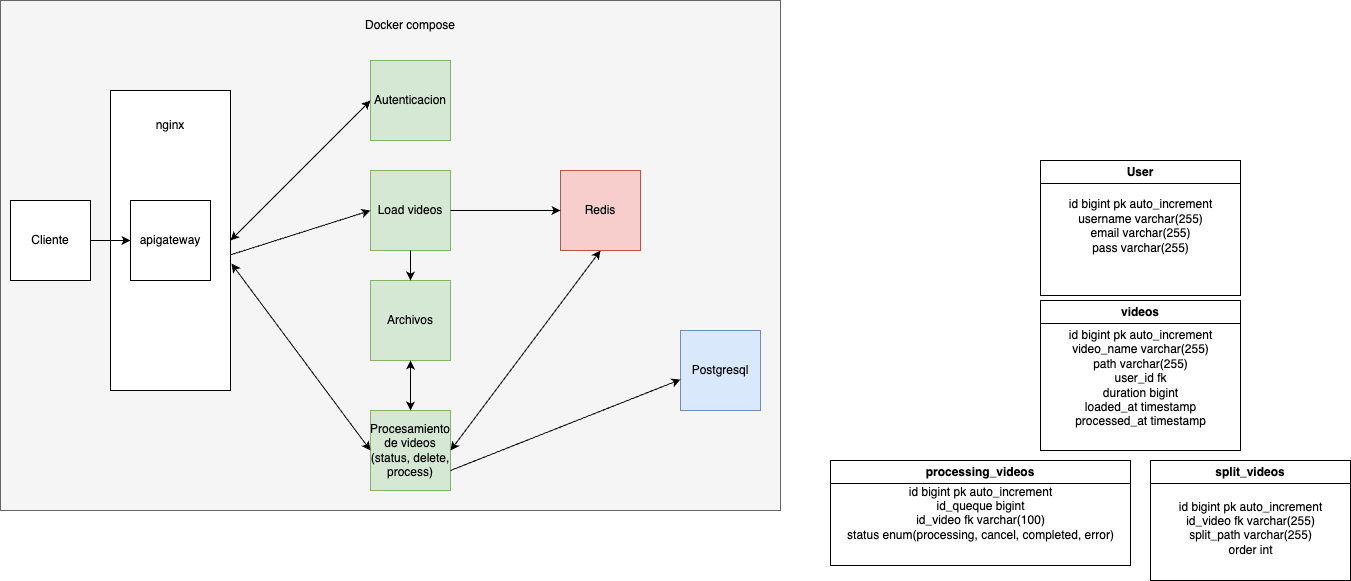 Docker compose
nginx
Cliente
apigateway
Autenticacion
Load videos
Redis
Archivos
Postgresql
Procesamiento
de videos
(status, delete,
process)
User
id bigint pk auto_increment
username varchar(255)
email varchar(255)
pass varchar(255)
videos
id bigint pk auto_increment
video_name varchar(255)
path varchar(255)
user_id fk
duration bigint
loaded_at timestamp
processed_at timestamp
processing_videos
id bigint pk auto_increment
id_queque bigint
id_video fk varchar(100)
status enum(processing, cancel, completed, error)
split_videos
id bigint pk auto_increment
id_video fk varchar(255)
split_path varchar(255)
order int